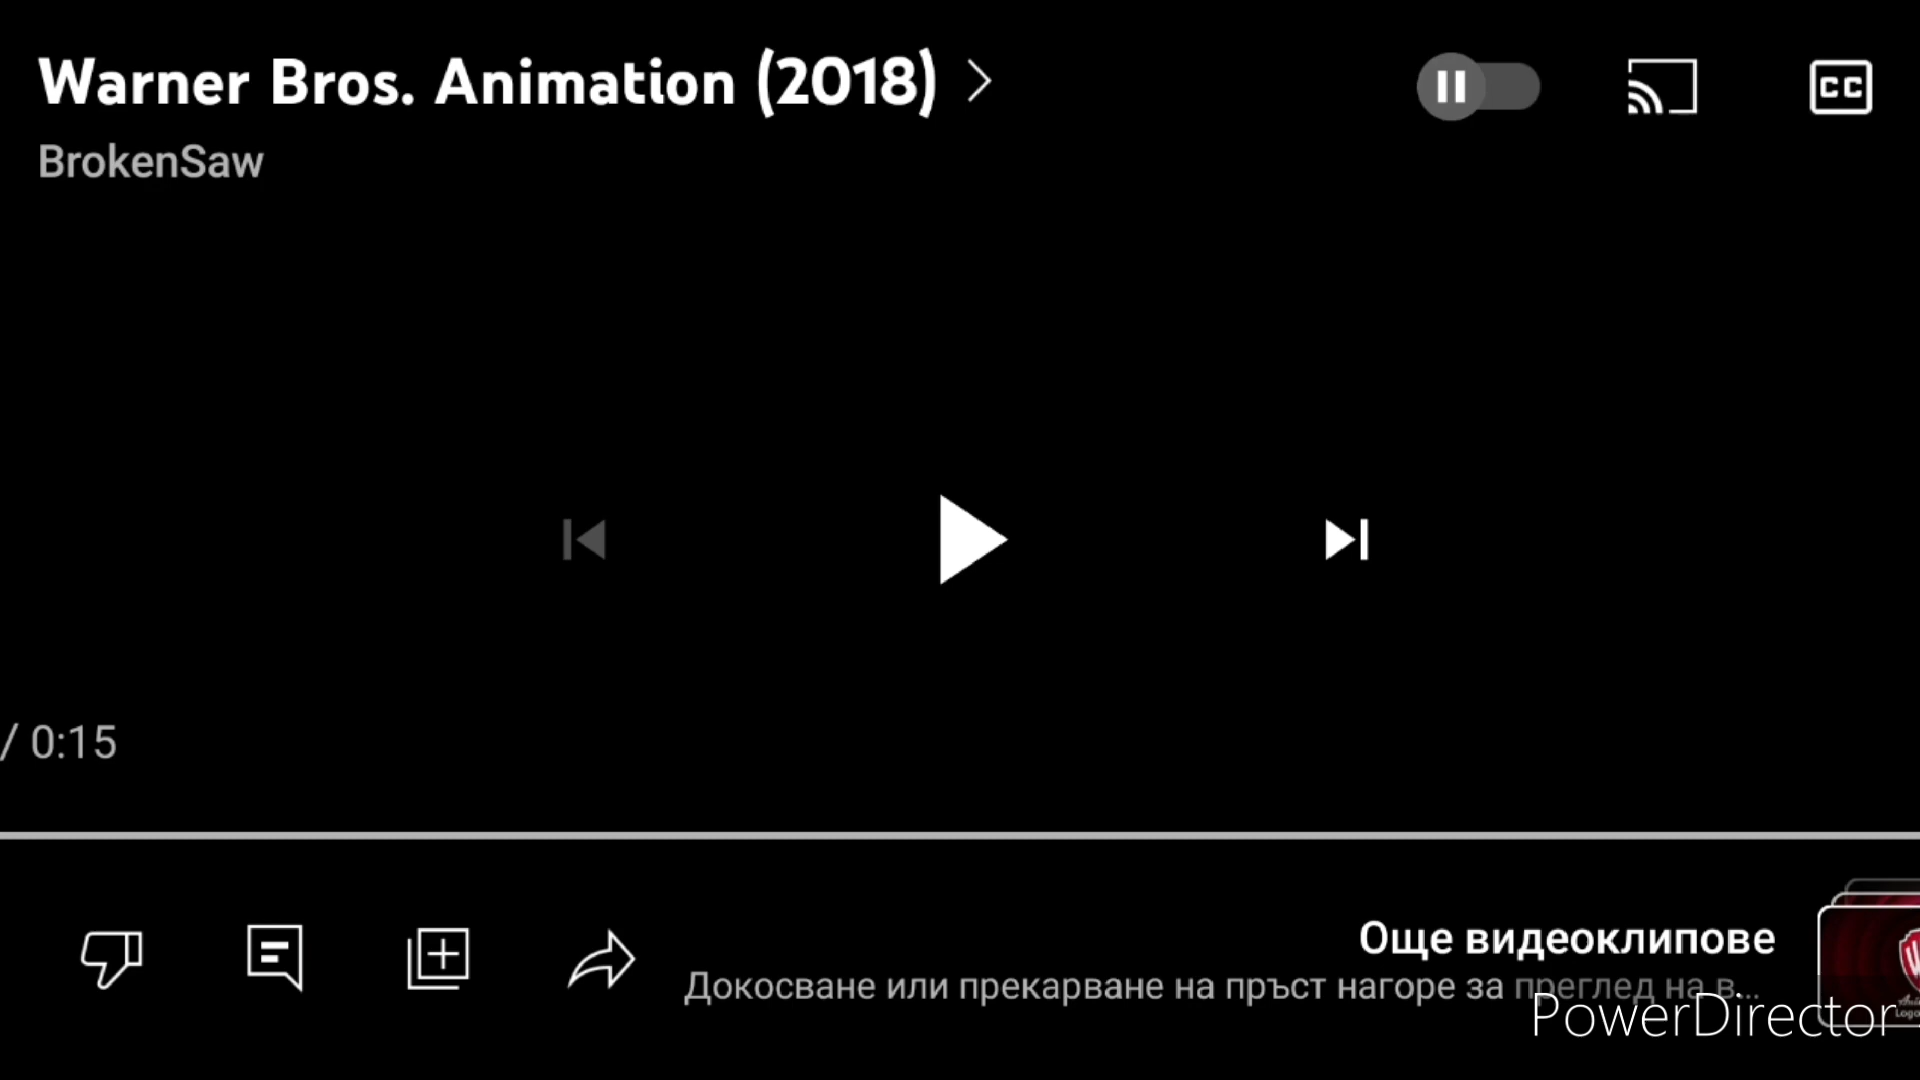 Warner Bros. Animation (2018)
BrokenSaw
CC
/ 0:15
Още видеоклипове
Докосване или прекарване на пръст нагоре за преглед на в...
PowerDirector